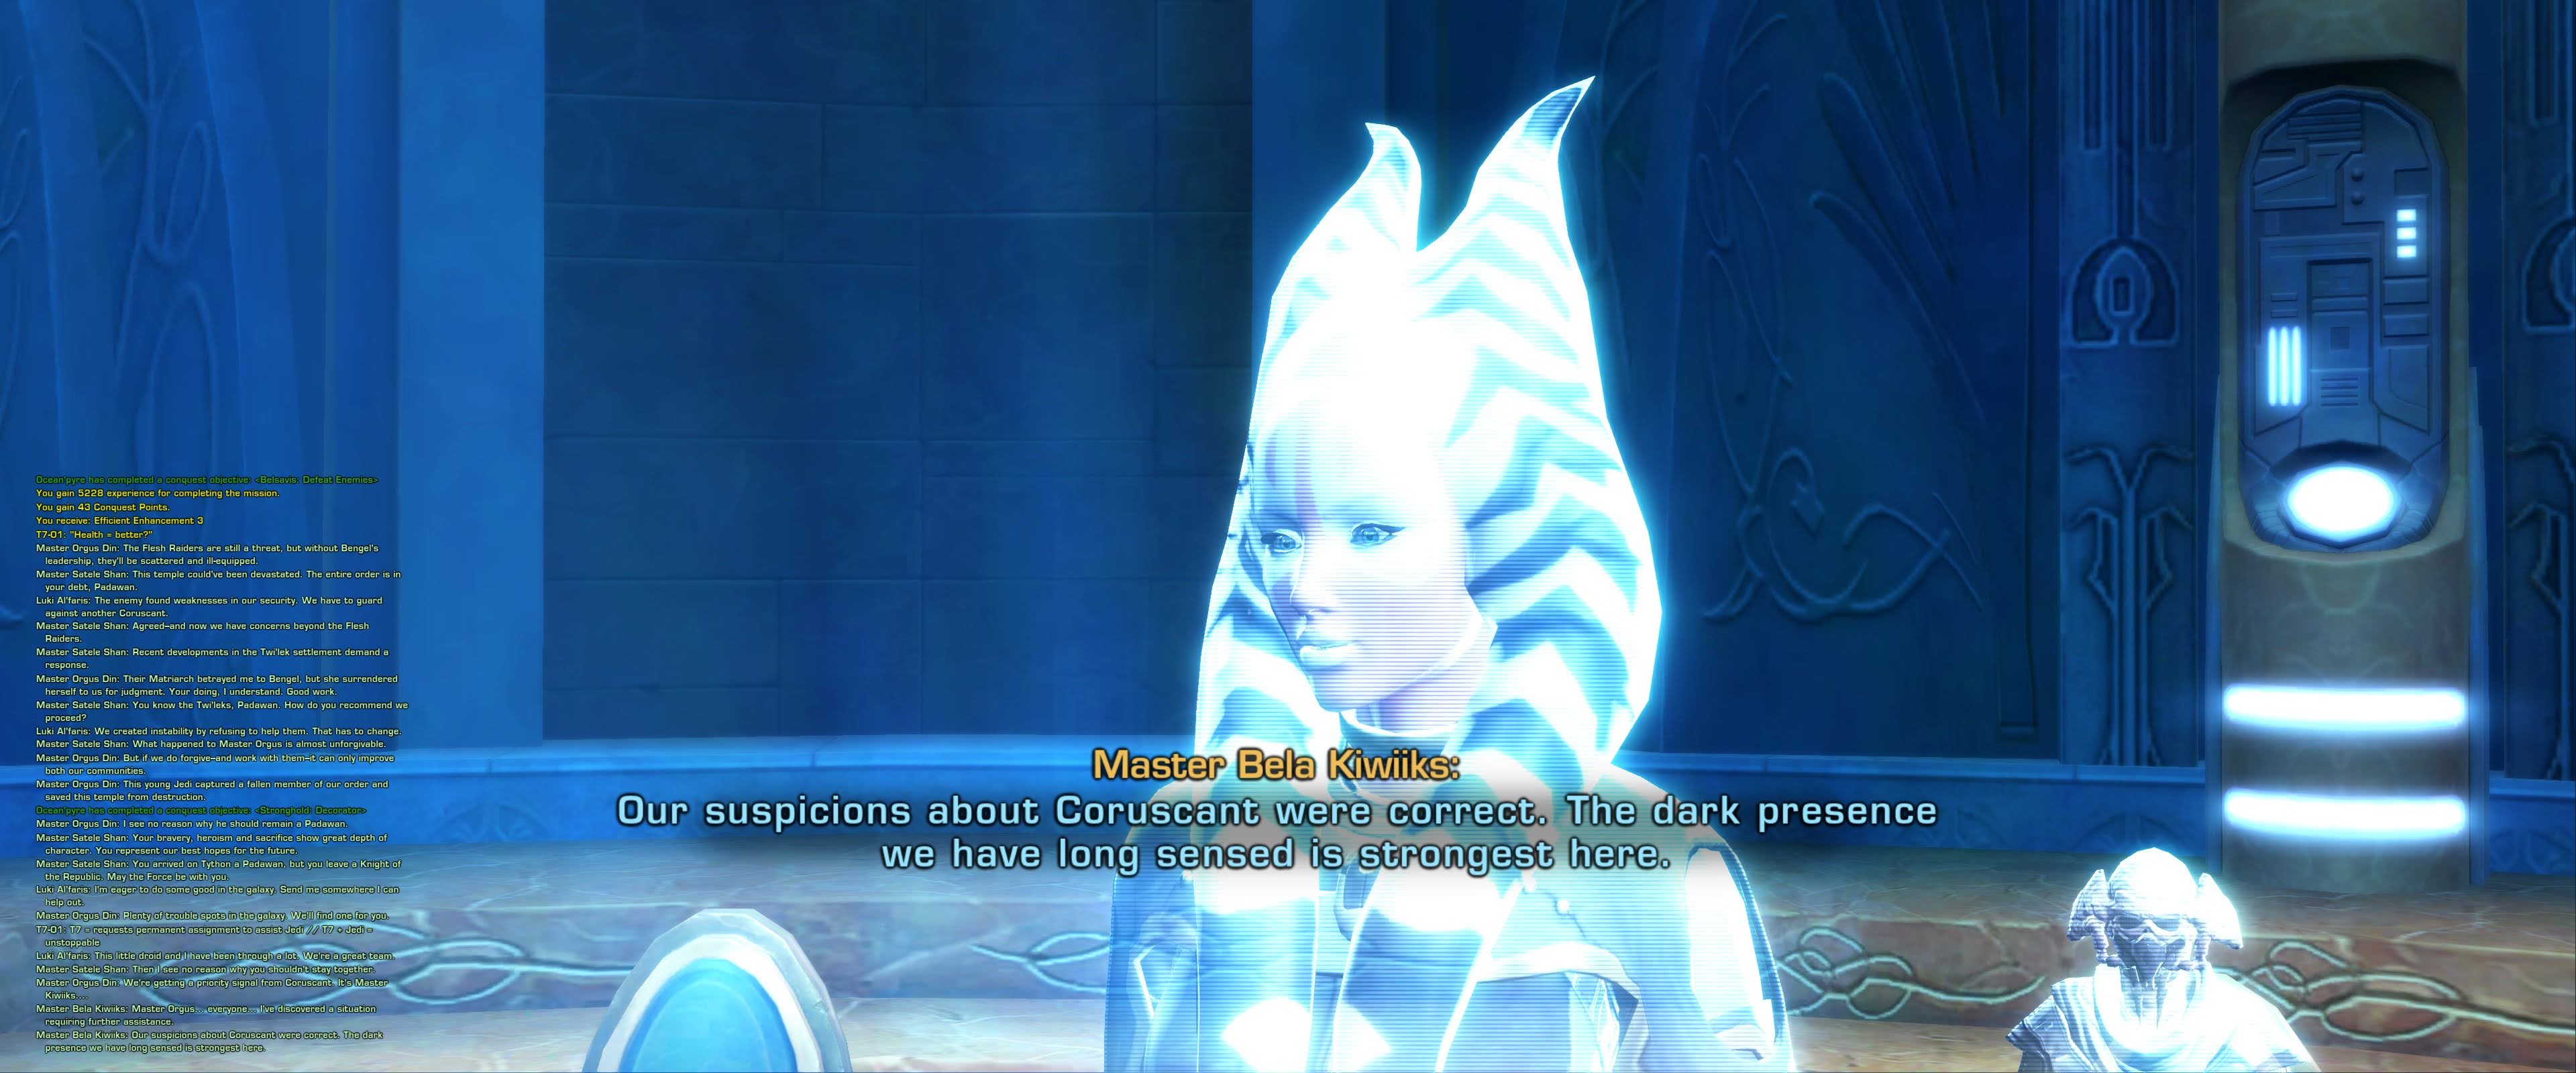 Ocean'pyre has completed a conquest objective: <Belsavis: Defeat Enemies>
You gain 5228 experience for completing the mission.
You gain 43 Conquest Points.
You receive: Efficient Enhancement 3
T7-01: "Health = better?"
Master Orgus Din: The Flesh Raiders are still a threat, but without Bengel's
leadership, they'll be scattered and ill-equipped.
Master Satele Shan: This temple could've been devastated. The entire order is in
your debt, Padawan.
Luki Al'faris: The enemy found weaknesses in our security. We have to guard
against another Coruscant.
Master Satele Shan: Agreed—and now we have concerns beyond the Flesh
Raiders.
Master Satele Shan: Recent developments in the Twi'lek settlement demand a
response.
Master Orgus Din: Their Matriarch betrayed me to Bengel, but she surrendered
herself to us for judgment. Your doing, I understand. Good work.
Master Satele Shan: You know the Twi'leks, Padawan. How do you recommend we
proceed?
Luki Al'faris: We created instability by refusing to help them. That has to change.
Master Satele Shan: What happened to Master Orgus is almost unforgivable.
Master Orgus Din: But if we do forgive—and work with them—it can only improve
both our communities.
Master Orgus Din: This young Jedi captured a fallen member of our order and
saved this temple from destruction.
Ocean'pyre has completed a conquest objective: <Stronghold: Decorator>
Master Orgus Din: I see no reason why he should remain a Padawan.
Master Satele Shan: Your bravery, heroism and sacrifice show great depth of
character. You represent our best hopes for the future.
Master Satele Shan: You arrived on Tython a Padawan, but you leave a Knight of
the Republic. May the Force be with you.
Luki Al'faris: I'm eager to do some good in the galaxy. Send me somewhere I can
help out.
Master Orgus Din: Plenty of trouble spots in the galaxy. We'll find one for you.
T7-01: T7 = requests permanent assignment to assist Jedi // T7 + Jedi =
unstoppable
Luki Al'faris: This little droid and I have been through a lot. We're a great team.
Master Satele Shan: Then I see no reason why you shouldn't stay together.
Master Orgus Din: We're getting a priority signal from Coruscant. It's Master
Kiwiiks....
Master Bela Kiwiiks: Master Orgus... everyone... I've discovered a situation
requiring further assistance.
Master Bela Kiwiiks: Our suspicions about Coruscant were correct. The dark
presence we have long sensed is strongest here.
Master Bela Kiwiiks:
Our suspicions about Coruscant were correct. The dark presence
we have long sensed is strongest here.